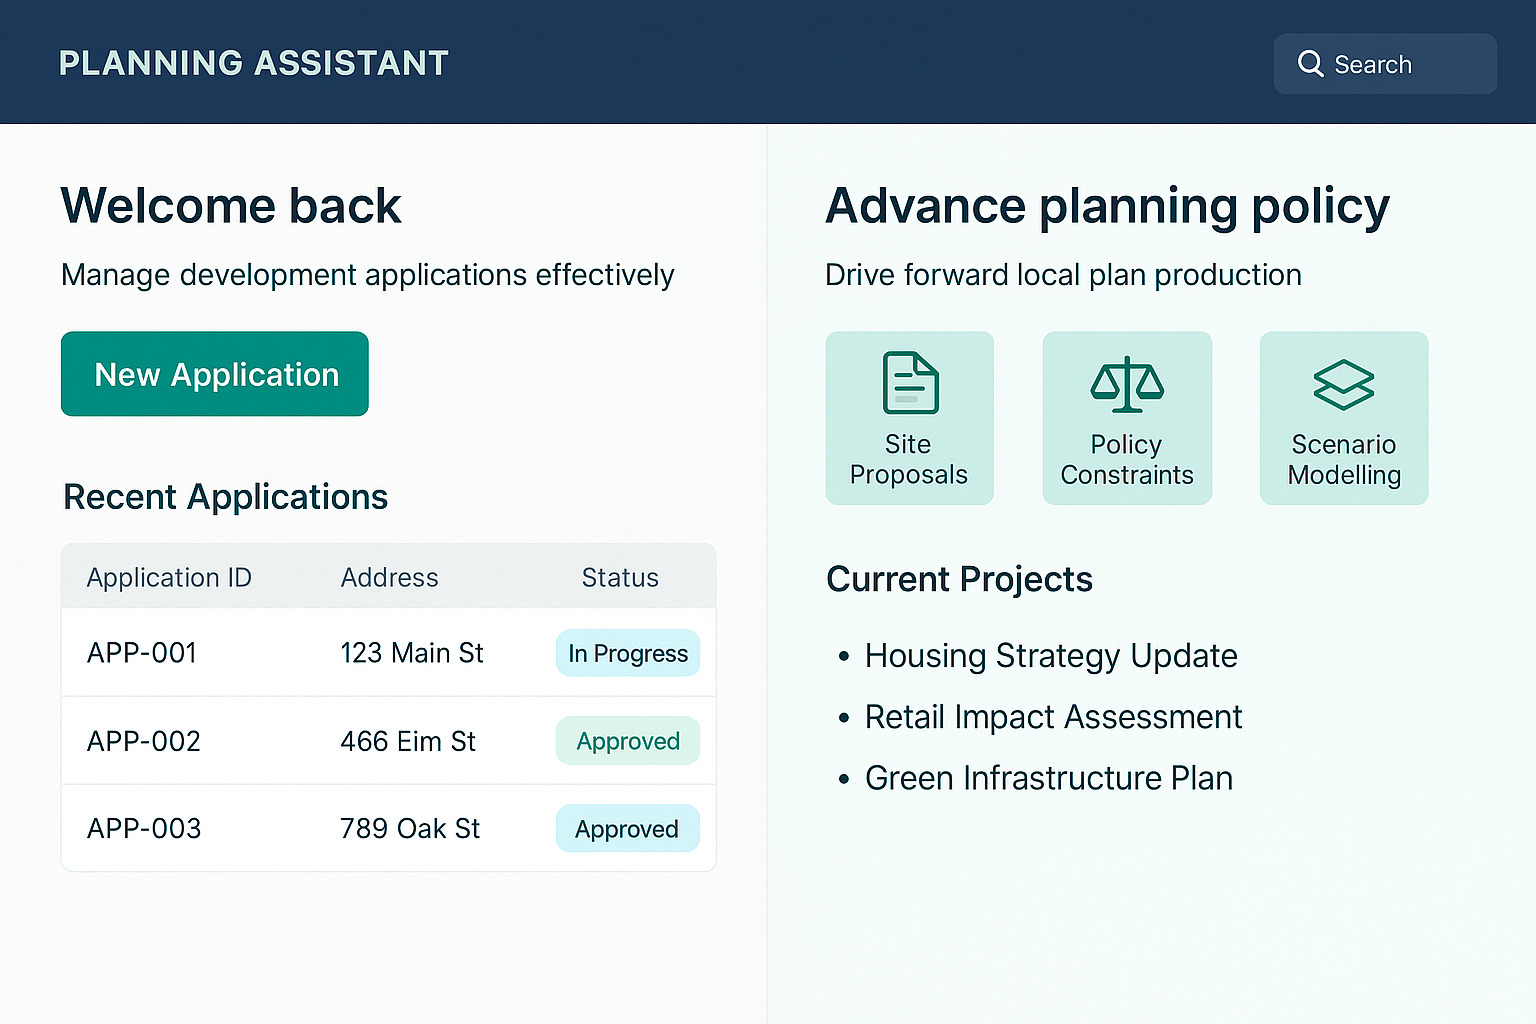 PLANNING ASSISTANT
Search
Welcome back
Manage development applications effectively
New Application
Recent Applications
Application ID Address Status
APP-001 123 Main St In Progress
APP-002 466 Eim St Approved
APP-003 789 Oak St Approved
Advance planning policy
Drive forward local plan production
Site
Proposals
Policy
Constraints
Scenario
Modelling
Current Projects
• Housing Strategy Update
• Retail Impact Assessment
• Green Infrastructure Plan